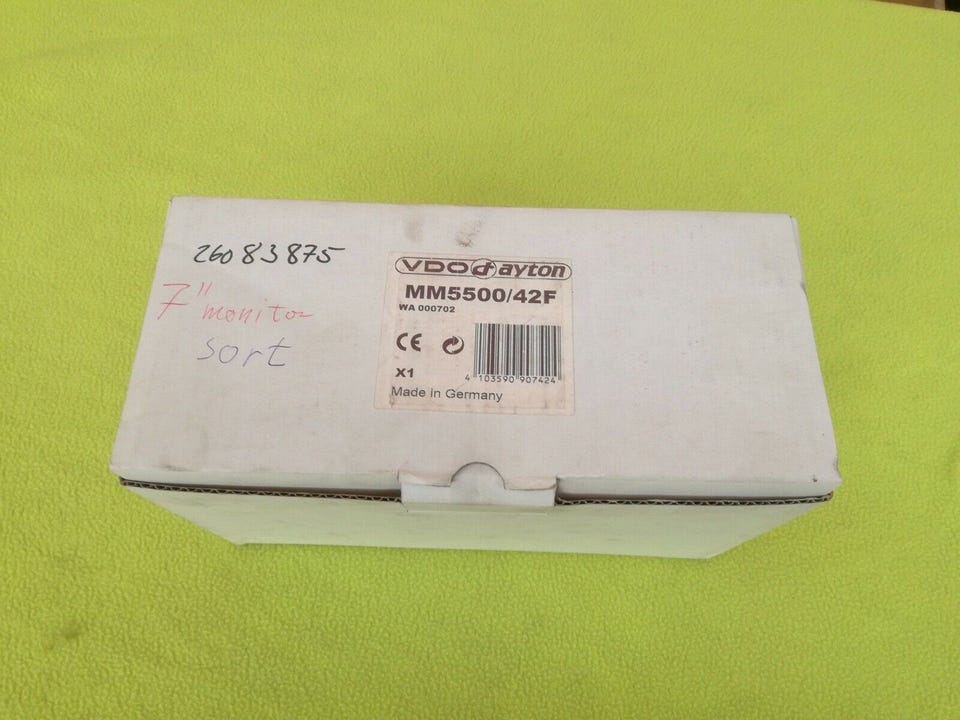 26083875
7" monitor
sort
VDO dayton
MM5500/42F
WA 000702
CE
X1
4 103590 907424
Made in Germany